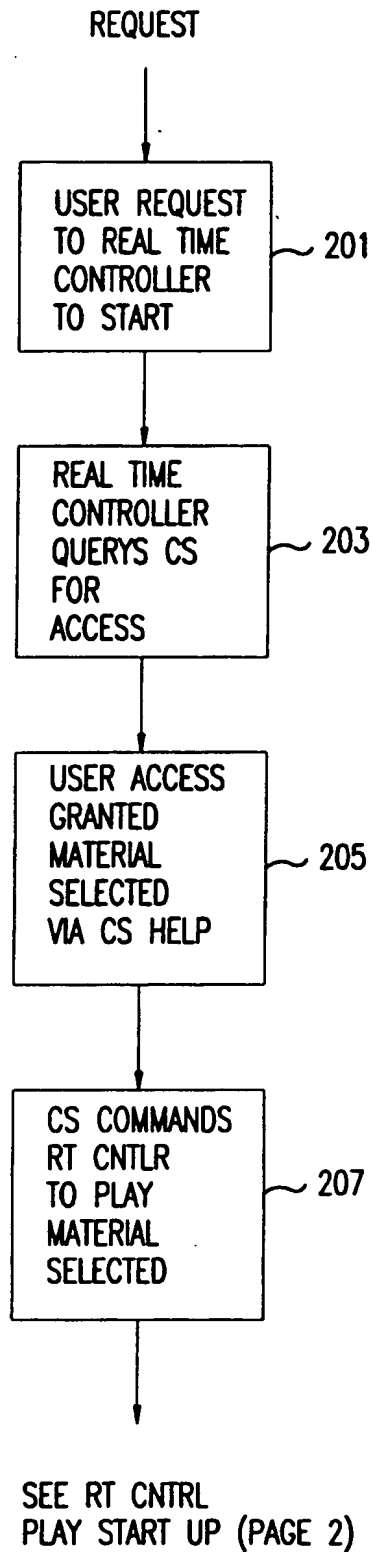 REQUEST
USER REQUEST
TO REAL TIME
CONTROLLER
TO START
201
REAL TIME
CONTROLLER
QUERYS CS
FOR
ACCESS
203
USER ACCESS
GRANTED
MATERIAL
SELECTED
VIA CS HELP
205
CS COMMANDS
RT CNTLR
TO PLAY
MATERIAL
SELECTED
207
SEE RT CNTRL
PLAY START UP (PAGE 2)